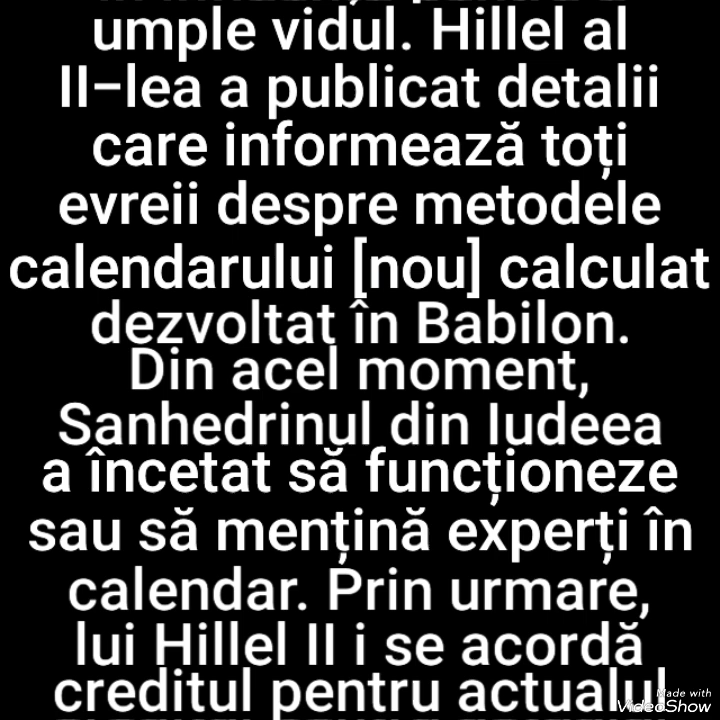 umple vidul. Hillel al
II-lea a publicat detalii
care informează toți
evreii despre metodele
calendarului [nou] calculat
dezvoltat în Babilon.
Din acel moment,
Sanhedrinul din Iudeea
a încetat să funcționeze
sau să mențină experți în
calendar. Prin urmare,
lui Hillel II i se acordă
creditul pentru actualul
Made with
VideoShow